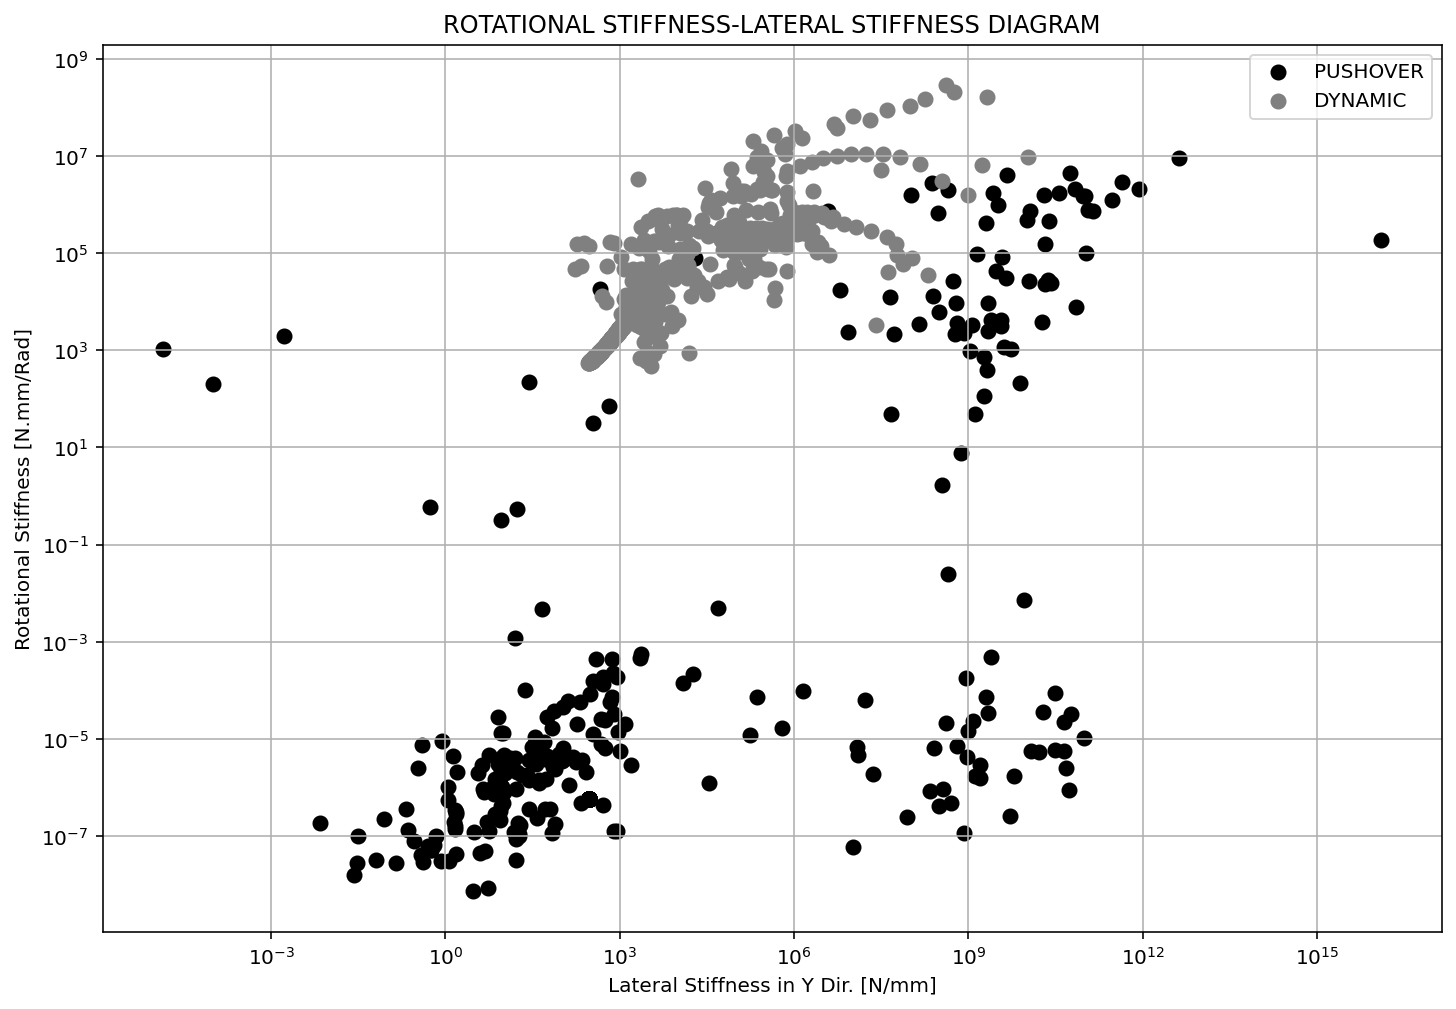 ROTATIONAL STIFFNESS-LATERAL STIFFNESS DIAGRAM
PUSHOVER
DYNAMIC
Rotational Stiffness [N.mm/Rad]
10⁹
10⁷
10⁵
10³
10¹
10⁻¹
10⁻³
10⁻⁵
10⁻⁷
10⁻³ 10⁰ 10³ 10⁶ 10⁹ 10¹² 10¹⁵
Lateral Stiffness in Y Dir. [N/mm]